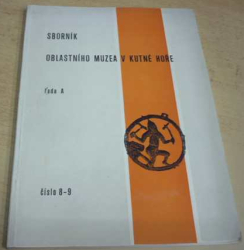 SBORNÍK
OBLASTNÍHO MUZEA V KUTNÉ HOŘE
řada A
číslo 8-9